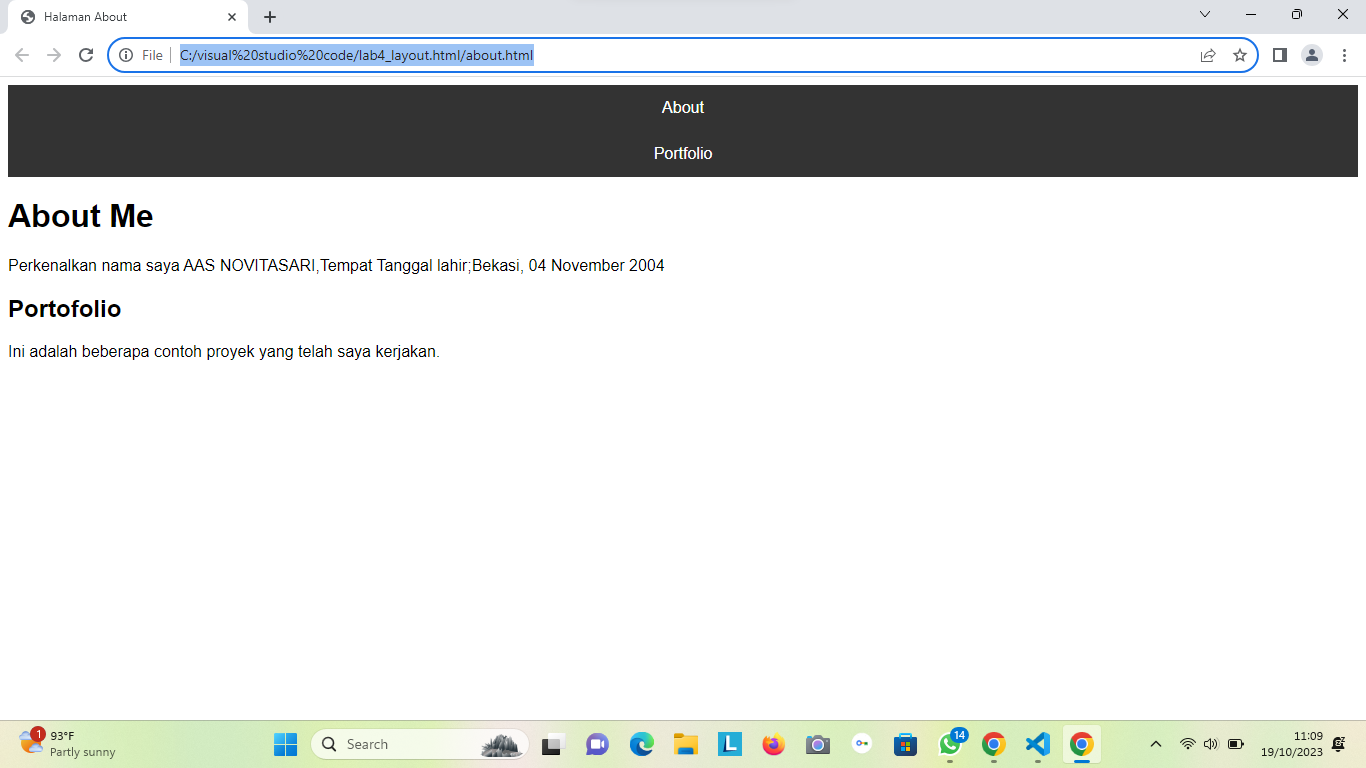 Halaman About
File
C:/visual%20studio%20code/lab4_layout.html/about.html
About
Portfolio
About Me
Perkenalkan nama saya AAS NOVITASARI,Tempat Tanggal lahir;Bekasi, 04 November 2004
Portofolio
Ini adalah beberapa contoh proyek yang telah saya kerjakan.
1
93°F
Partly sunny
Search
L
14
11:09
19/10/2023